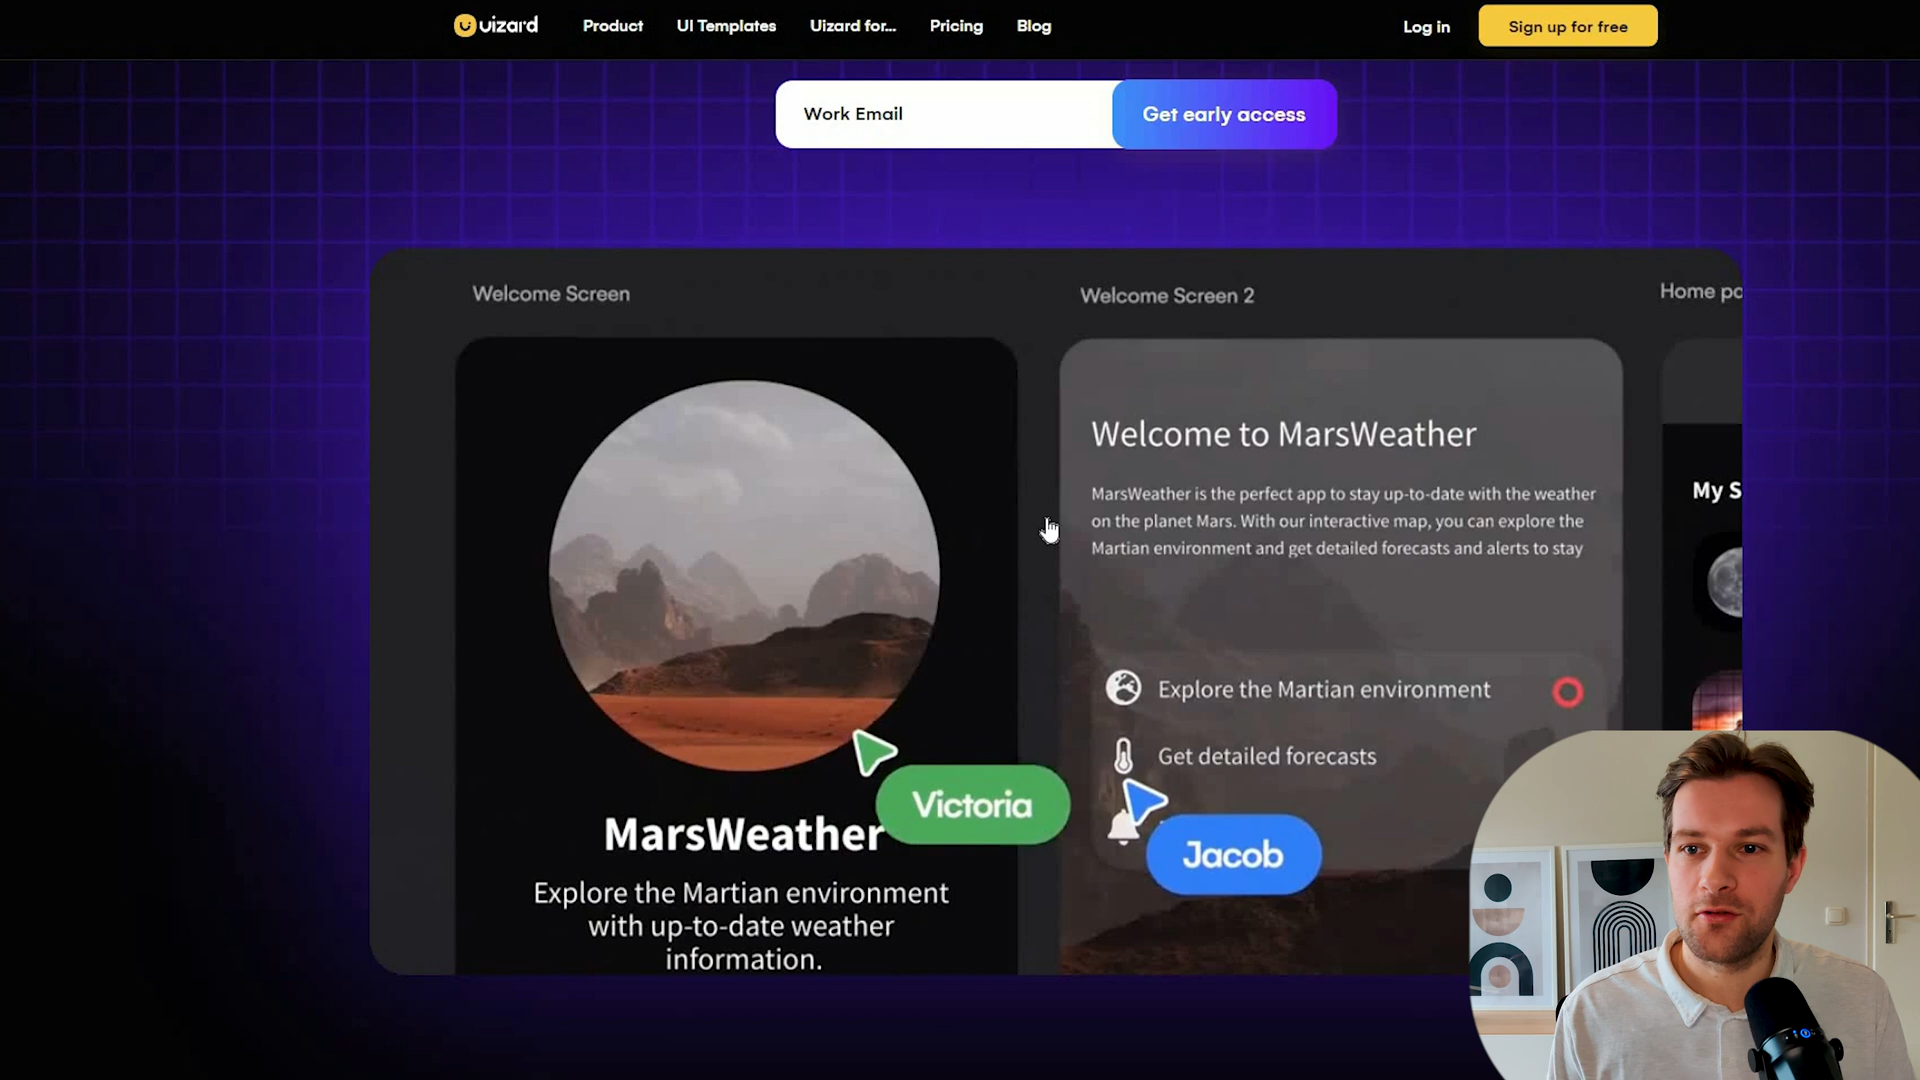 uizard
Product
UI Templates
Uizard for...
Pricing
Blog
Log in
Sign up for free
Work Email
Get early access
Welcome Screen
Welcome Screen 2
Home po
Welcome to MarsWeather
MarsWeather is the perfect app to stay up-to-date with the weather
on the planet Mars. With our interactive map, you can explore the
Martian environment and get detailed forecasts and alerts to stay
My S
Explore the Martian environment
Get detailed forecasts
Victoria
Jacob
MarsWeather
Explore the Martian environment
with up-to-date weather
information.